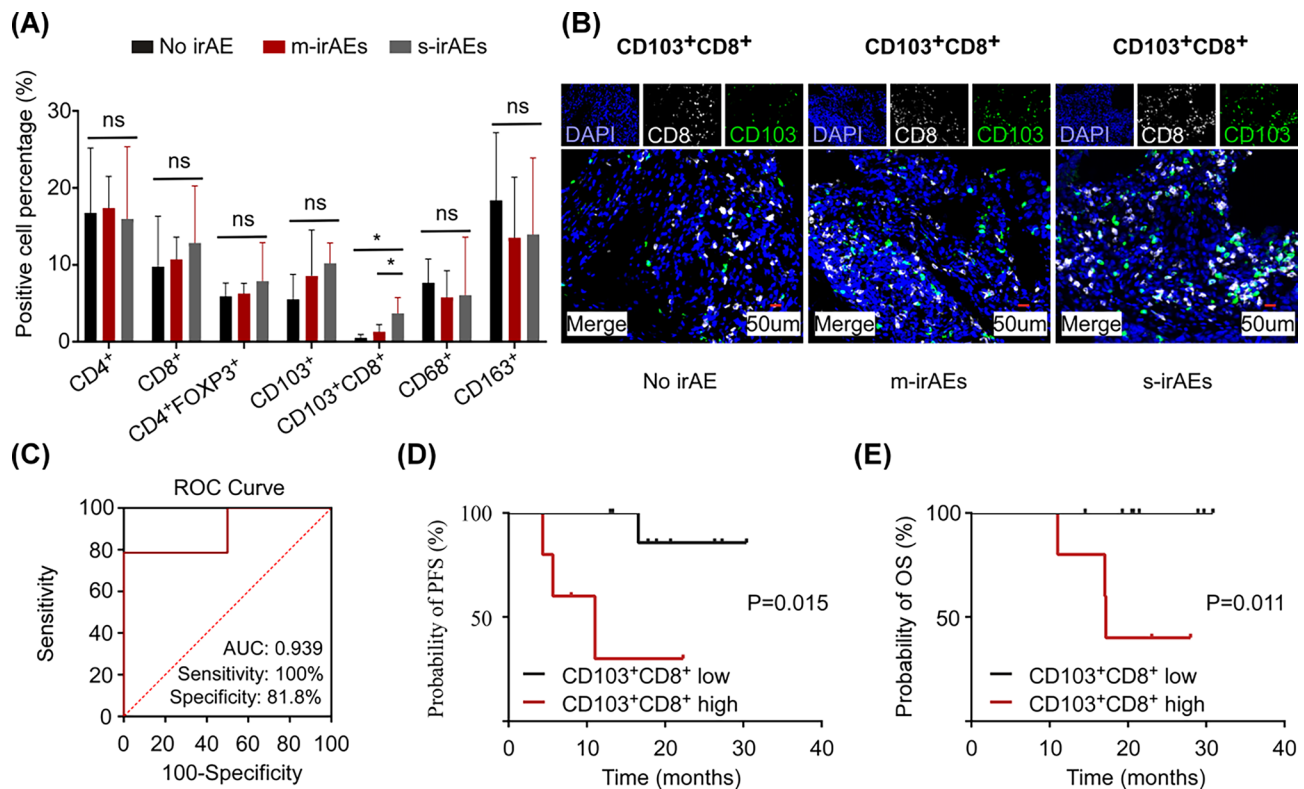 (A)
No irAE m-irAEs s-irAEs
Positive cell percentage (%)
30
20
10
0
ns ns ns ns * * ns ns
CD4+ CD8+ CD4+FOXP3+ CD103+ CD103+CD8+ CD68+ CD163+
(B)
CD103+CD8+ CD103+CD8+ CD103+CD8+
DAPI CD8 CD103 DAPI CD8 CD103 DAPI CD8 CD103
Merge 50um Merge 50um Merge 50um
No irAE m-irAEs s-irAEs
(C)
ROC Curve
Sensitivity
100
80
60
40
20
0
AUC: 0.939
Sensitivity: 100%
Specificity: 81.8%
0 20 40 60 80 100
100-Specificity
(D)
Probability of PFS (%)
100
50
P=0.015
CD103+CD8+ low
CD103+CD8+ high
0 10 20 30 40
Time (months)
(E)
Probability of OS (%)
100
50
P=0.011
CD103+CD8+ low
CD103+CD8+ high
0 10 20 30 40
Time (months)